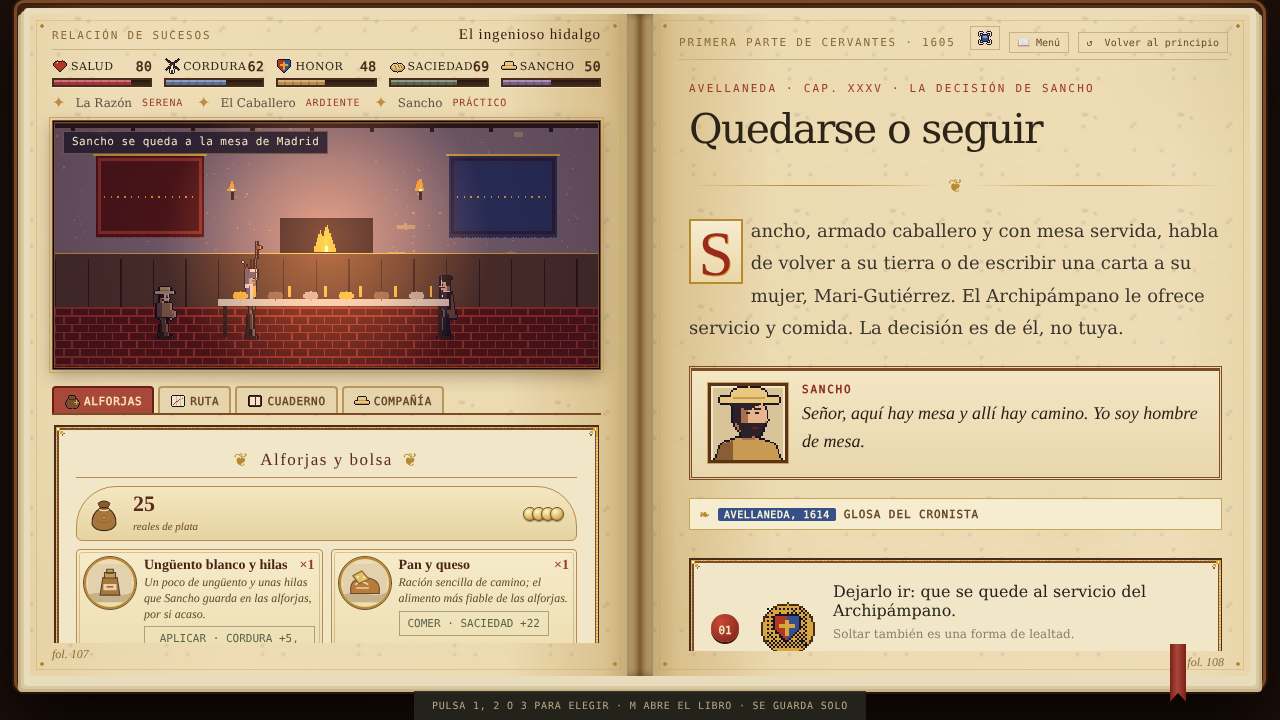 RELACIÓN DE SUCESOS
El ingenioso hidalgo
SALUD 80
CORDURA 62
HONOR 48
SACIEDAD 69
SANCHO 50
La Razón SERENA
El Caballero ARDIENTE
Sancho PRÁCTICO
Sancho se queda a la mesa de Madrid
ALFORJAS
RUTA
CUADERNO
COMPAÑÍA
Alforjas y bolsa
25
reales de plata
Ungüento blanco y hilas ×1
Un poco de ungüento y unas hilas
que Sancho guarda en las alforjas,
por si acaso.
APLICAR · CORDURA +5,
Pan y queso ×1
Ración sencilla de camino; el
alimento más fiable de las alforjas.
COMER · SACIEDAD +22
fol. 107
PRIMERA PARTE DE CERVANTES · 1605
Menú
↺ Volver al principio
AVELLANEDA · CAP. XXXV · LA DECISIÓN DE SANCHO
Quedarse o seguir
Sancho, armado caballero y con mesa servida, habla
de volver a su tierra o de escribir una carta a su
mujer, Mari-Gutiérrez. El Archipámpano le ofrece
servicio y comida. La decisión es de él, no tuya.
SANCHO
Señor, aquí hay mesa y allí hay camino. Yo soy hombre
de mesa.
AVELLANEDA, 1614 GLOSA DEL CRONISTA
01
Dejarlo ir: que se quede al servicio del
Archipámpano.
Soltar también es una forma de lealtad.
fol. 108
PULSA 1, 2 O 3 PARA ELEGIR · M ABRE EL LIBRO · SE GUARDA SOLO